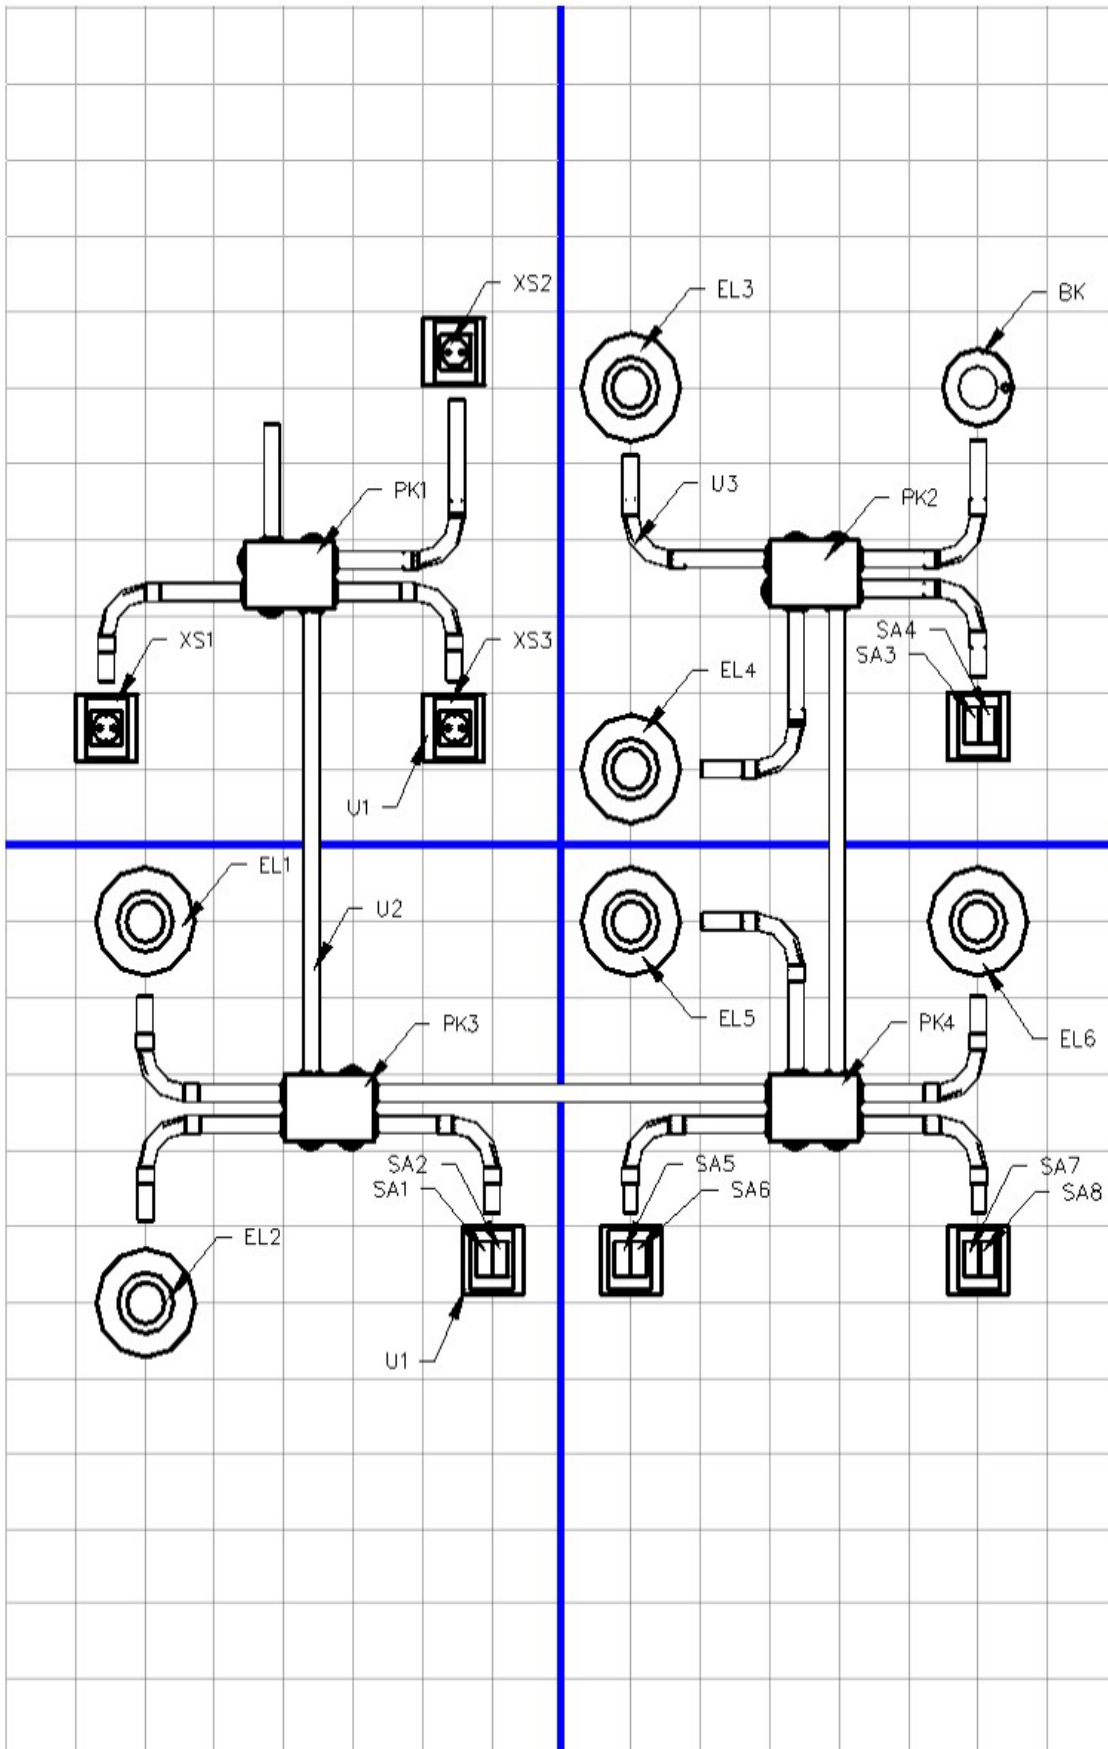 XS2
EL3
BK
PK1
U3
PK2
XS1
XS3
SA4
SA3
EL4
U1
EL1
U2
PK3
EL5
PK4
EL6
SA2
SA1
SA5
SA6
SA7
SA8
EL2
U1